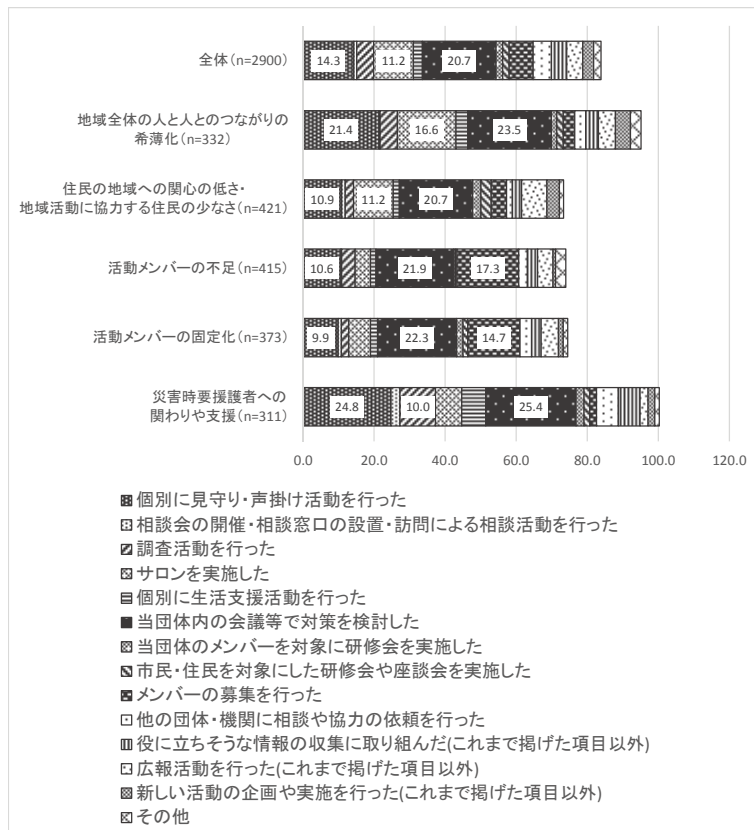 全体(n=2900)
14.3
11.2
20.7
地域全体の人と人とのつながりの
希薄化(n=332)
21.4
16.6
23.5
住民の地域への関心の低さ・
地域活動に協力する住民の少なさ(n=421)
10.9
11.2
20.7
活動メンバーの不足(n=415)
10.6
21.9
17.3
活動メンバーの固定化(n=373)
9.9
22.3
14.7
災害時要援護者への
関わりや支援(n=311)
24.8
10.0
25.4
0.0 20.0 40.0 60.0 80.0 100.0 120.0
個別に見守り・声掛け活動を行った
相談会の開催・相談窓口の設置・訪問による相談活動を行った
調査活動を行った
サロンを実施した
個別に生活支援活動を行った
当団体内の会議等で対策を検討した
当団体のメンバーを対象に研修会を実施した
市民・住民を対象にした研修会や座談会を実施した
メンバーの募集を行った
他の団体・機関に相談や協力の依頼を行った
役に立ちそうな情報の収集に取り組んだ(これまで掲げた項目以外)
広報活動を行った(これまで掲げた項目以外)
新しい活動の企画や実施を行った(これまで掲げた項目以外)
その他